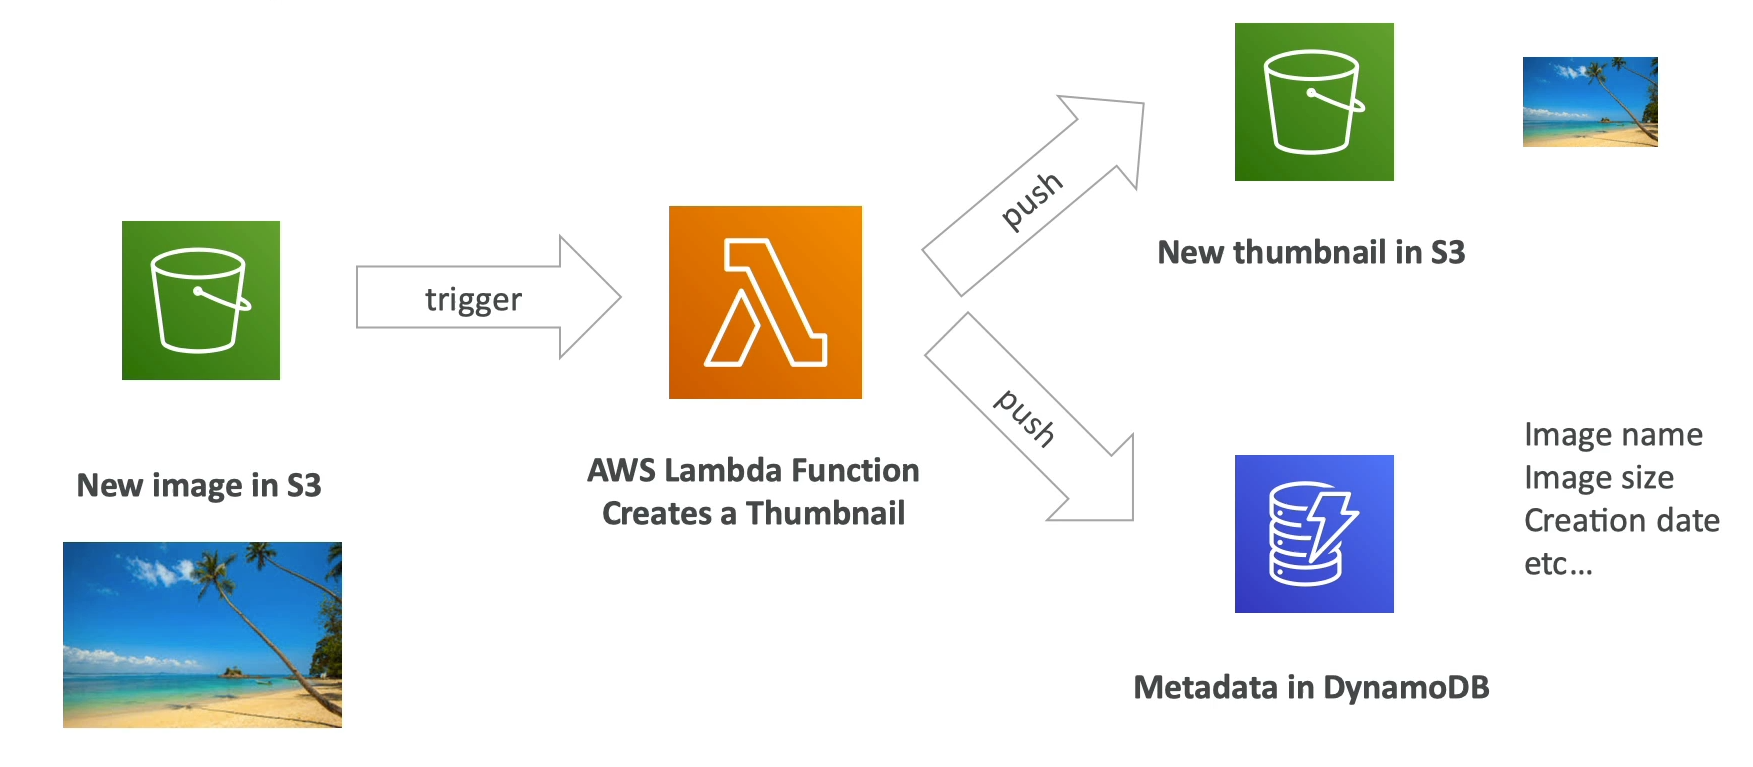 New image in S3
trigger
AWS Lambda Function
Creates a Thumbnail
push
New thumbnail in S3
push
Image name
Image size
Creation date
etc...
Metadata in DynamoDB